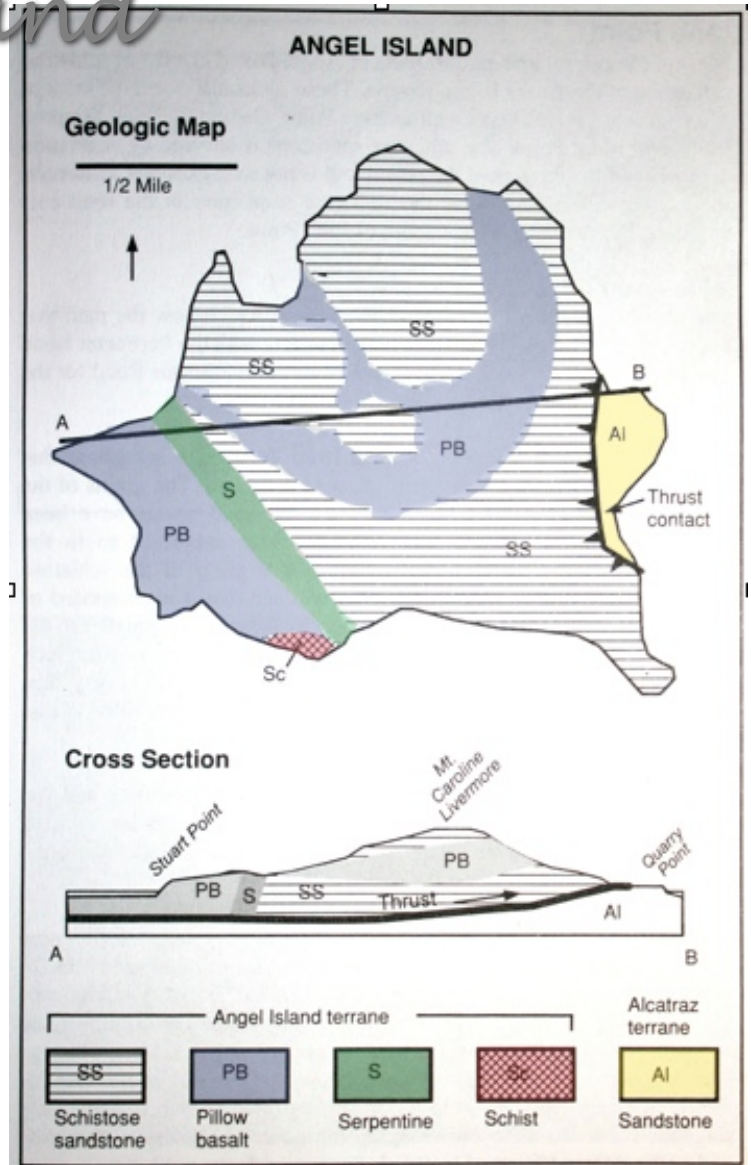 and
ANGEL ISLAND
Geologic Map
1/2 Mile
SS
SS
A
B
Al
PB
S
PB
Thrust
contact
SS
Sc
Cross Section
Mt.
Caroline
Livermore
Stuart Point
Quarry
Point
PB
PB
S
SS
Thrust
Al
A
B
Angel Island terrane
Alcatraz
terrane
SS
PB
S
Sc
Al
Schistose
sandstone
Pillow
basalt
Serpentine
Schist
Sandstone